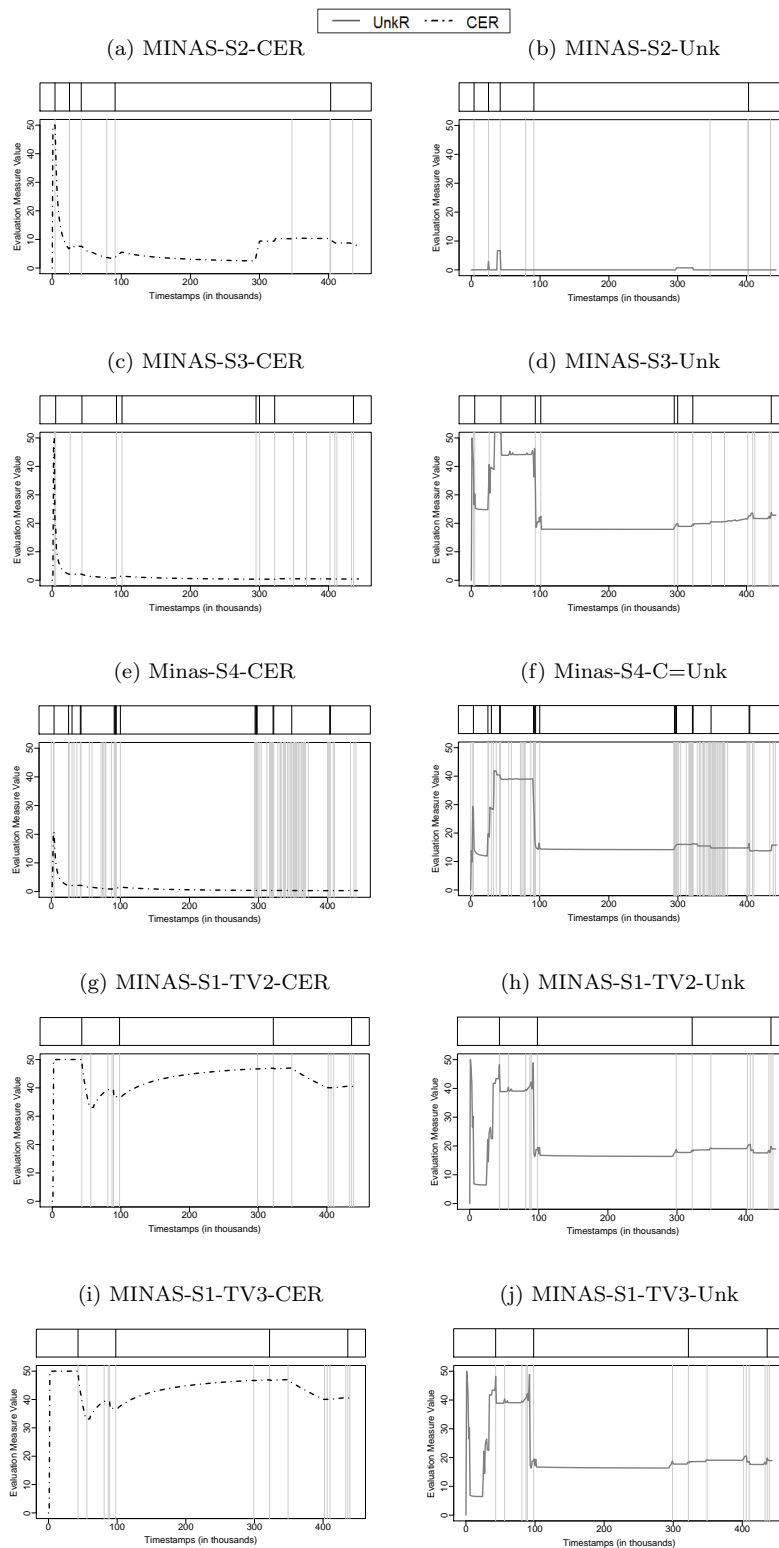 UnkR CER
(a) MINAS-S2-CER
(b) MINAS-S2-Unk
Evaluation Measure Value
0 10 20 30 40 50
0 100 200 300 400
Timestamps (in thousands)
Evaluation Measure Value
0 10 20 30 40 50
0 100 200 300 400
Timestamps (in thousands)
(c) MINAS-S3-CER
(d) MINAS-S3-Unk
Evaluation Measure Value
0 10 20 30 40 50
0 100 200 300 400
Timestamps (in thousands)
Evaluation Measure Value
0 10 20 30 40 50
0 100 200 300 400
Timestamps (in thousands)
(e) Minas-S4-CER
(f) Minas-S4-C=Unk
Evaluation Measure Value
0 10 20 30 40 50
0 100 200 300 400
Timestamps (in thousands)
Evaluation Measure Value
0 10 20 30 40 50
0 100 200 300 400
Timestamps (in thousands)
(g) MINAS-S1-TV2-CER
(h) MINAS-S1-TV2-Unk
Evaluation Measure Value
0 10 20 30 40 50
0 100 200 300 400
Timestamps (in thousands)
Evaluation Measure Value
0 10 20 30 40 50
0 100 200 300 400
Timestamps (in thousands)
(i) MINAS-S1-TV3-CER
(j) MINAS-S1-TV3-Unk
Evaluation Measure Value
0 10 20 30 40 50
0 100 200 300 400
Timestamps (in thousands)
Evaluation Measure Value
0 10 20 30 40 50
0 100 200 300 400
Timestamps (in thousands)